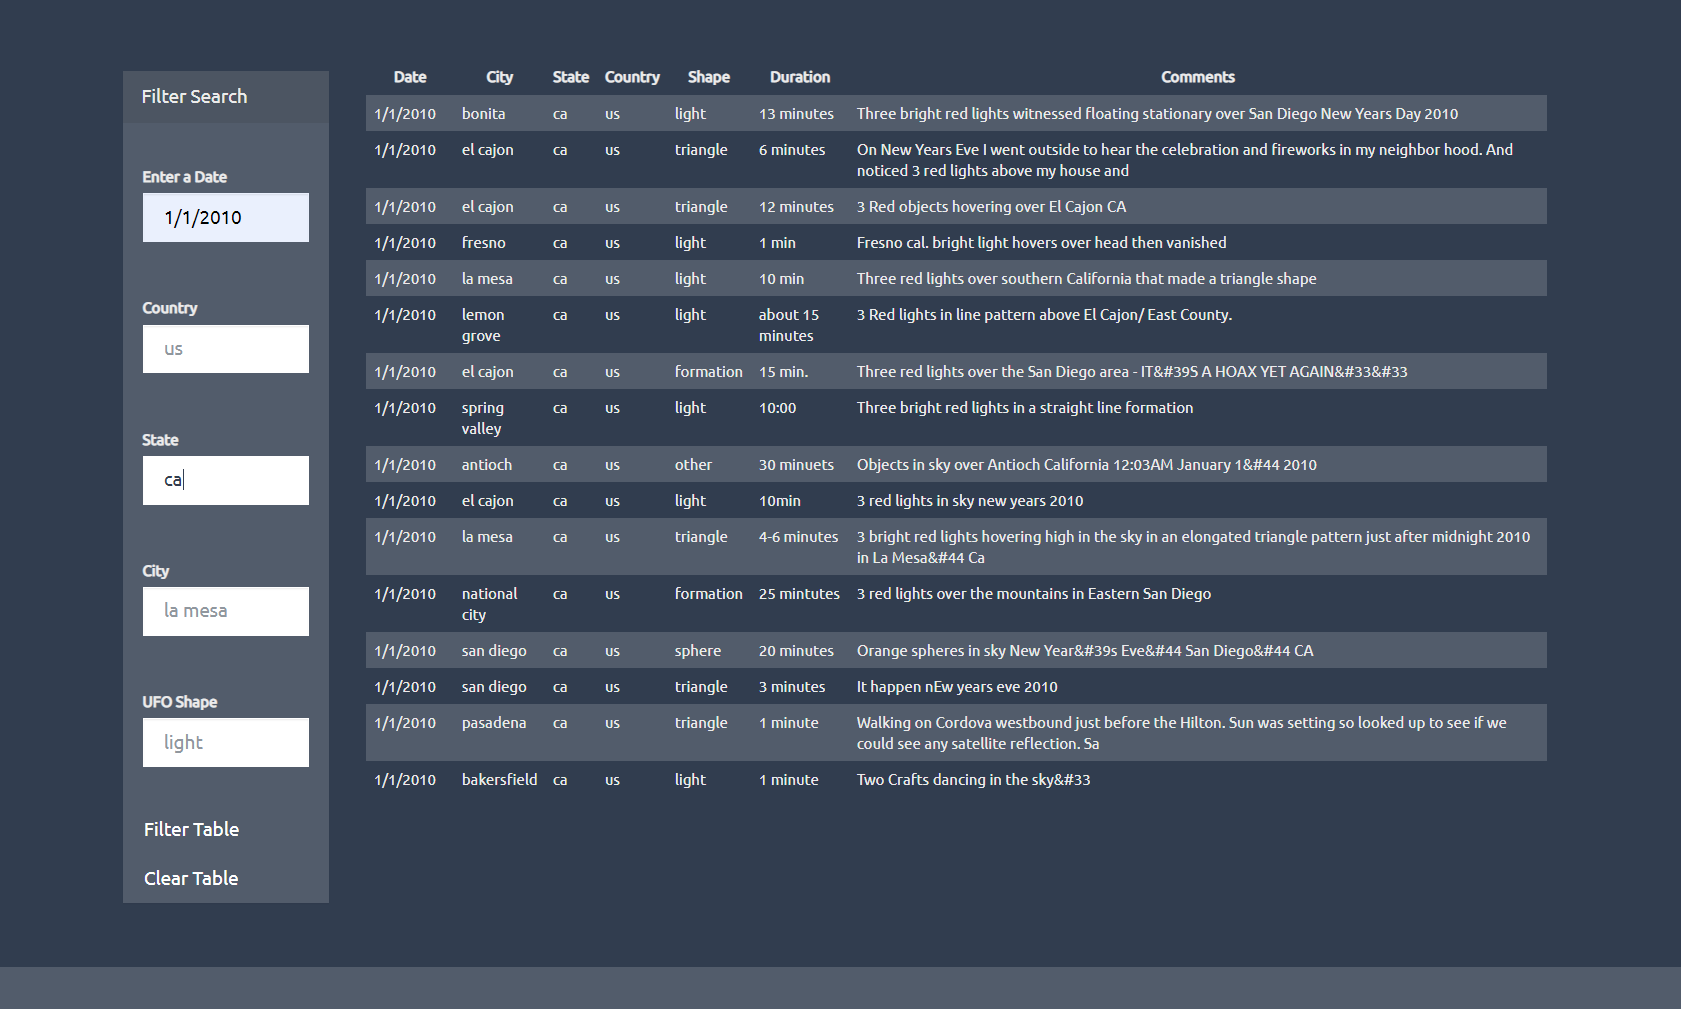 Filter Search
Enter a Date
1/1/2010
Country
us
State
ca
City
la mesa
UFO Shape
light
Filter Table
Clear Table
Date City State Country Shape Duration Comments
1/1/2010 bonita ca us light 13 minutes Three bright red lights witnessed floating stationary over San Diego New Years Day 2010
1/1/2010 el cajon ca us triangle 6 minutes On New Years Eve I went outside to hear the celebration and fireworks in my neighbor hood. And
noticed 3 red lights above my house and
1/1/2010 el cajon ca us triangle 12 minutes 3 Red objects hovering over El Cajon CA
1/1/2010 fresno ca us light 1 min Fresno cal. bright light hovers over head then vanished
1/1/2010 la mesa ca us light 10 min Three red lights over southern California that made a triangle shape
1/1/2010 lemon ca us light about 15 3 Red lights in line pattern above El Cajon/ East County.
grove minutes
1/1/2010 el cajon ca us formation 15 min. Three red lights over the San Diego area - IT&#39S A HOAX YET AGAIN&#33&#33
1/1/2010 spring ca us light 10:00 Three bright red lights in a straight line formation
valley
1/1/2010 antioch ca us other 30 minuets Objects in sky over Antioch California 12:03AM January 1&#44 2010
1/1/2010 el cajon ca us light 10min 3 red lights in sky new years 2010
1/1/2010 la mesa ca us triangle 4-6 minutes 3 bright red lights hovering high in the sky in an elongated triangle pattern just after midnight 2010
in La Mesa&#44 Ca
1/1/2010 national ca us formation 25 mintutes 3 red lights over the mountains in Eastern San Diego
city
1/1/2010 san diego ca us sphere 20 minutes Orange spheres in sky New Year&#39s Eve&#44 San Diego&#44 CA
1/1/2010 san diego ca us triangle 3 minutes It happen nEw years eve 2010
1/1/2010 pasadena ca us triangle 1 minute Walking on Cordova westbound just before the Hilton. Sun was setting so looked up to see if we
could see any satellite reflection. Sa
1/1/2010 bakersfield ca us light 1 minute Two Crafts dancing in the sky&#33